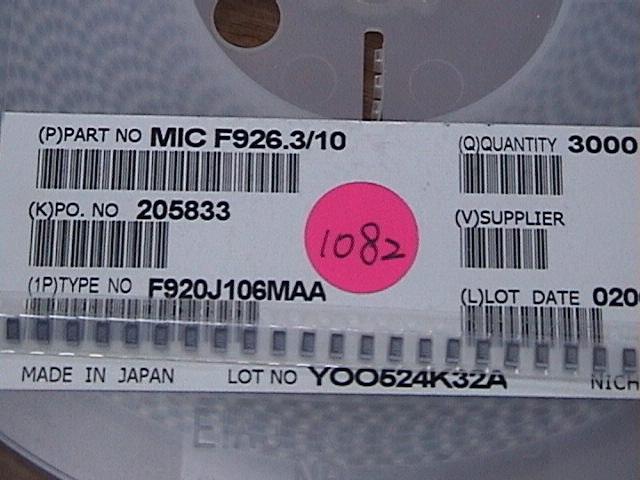 (P)PART NO MIC F926.3/10
(Q)QUANTITY 3000
(K)PO. NO 205833
(V)SUPPLIER
1082
(1P)TYPE NO F920J106MAA
(L)LOT DATE 020
MADE IN JAPAN LOT NO YOO524K32A NICH
EIAJ